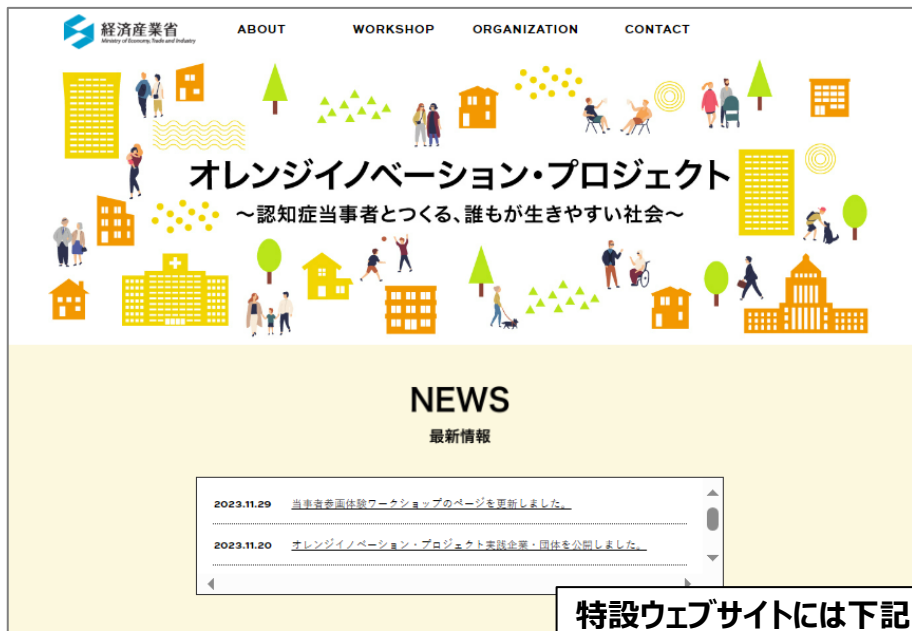 経済産業省
Ministry of Economy, Trade and Industry
ABOUT WORKSHOP ORGANIZATION CONTACT
オレンジイノベーション・プロジェクト
～認知症当事者とつくる、誰もが生きやすい社会～
NEWS
最新情報
2023.11.29 当事者参画体験ワークショップのページを更新しました。
2023.11.20 オレンジイノベーション・プロジェクト実践企業・団体を公開しました。
特設ウェブサイトには下記